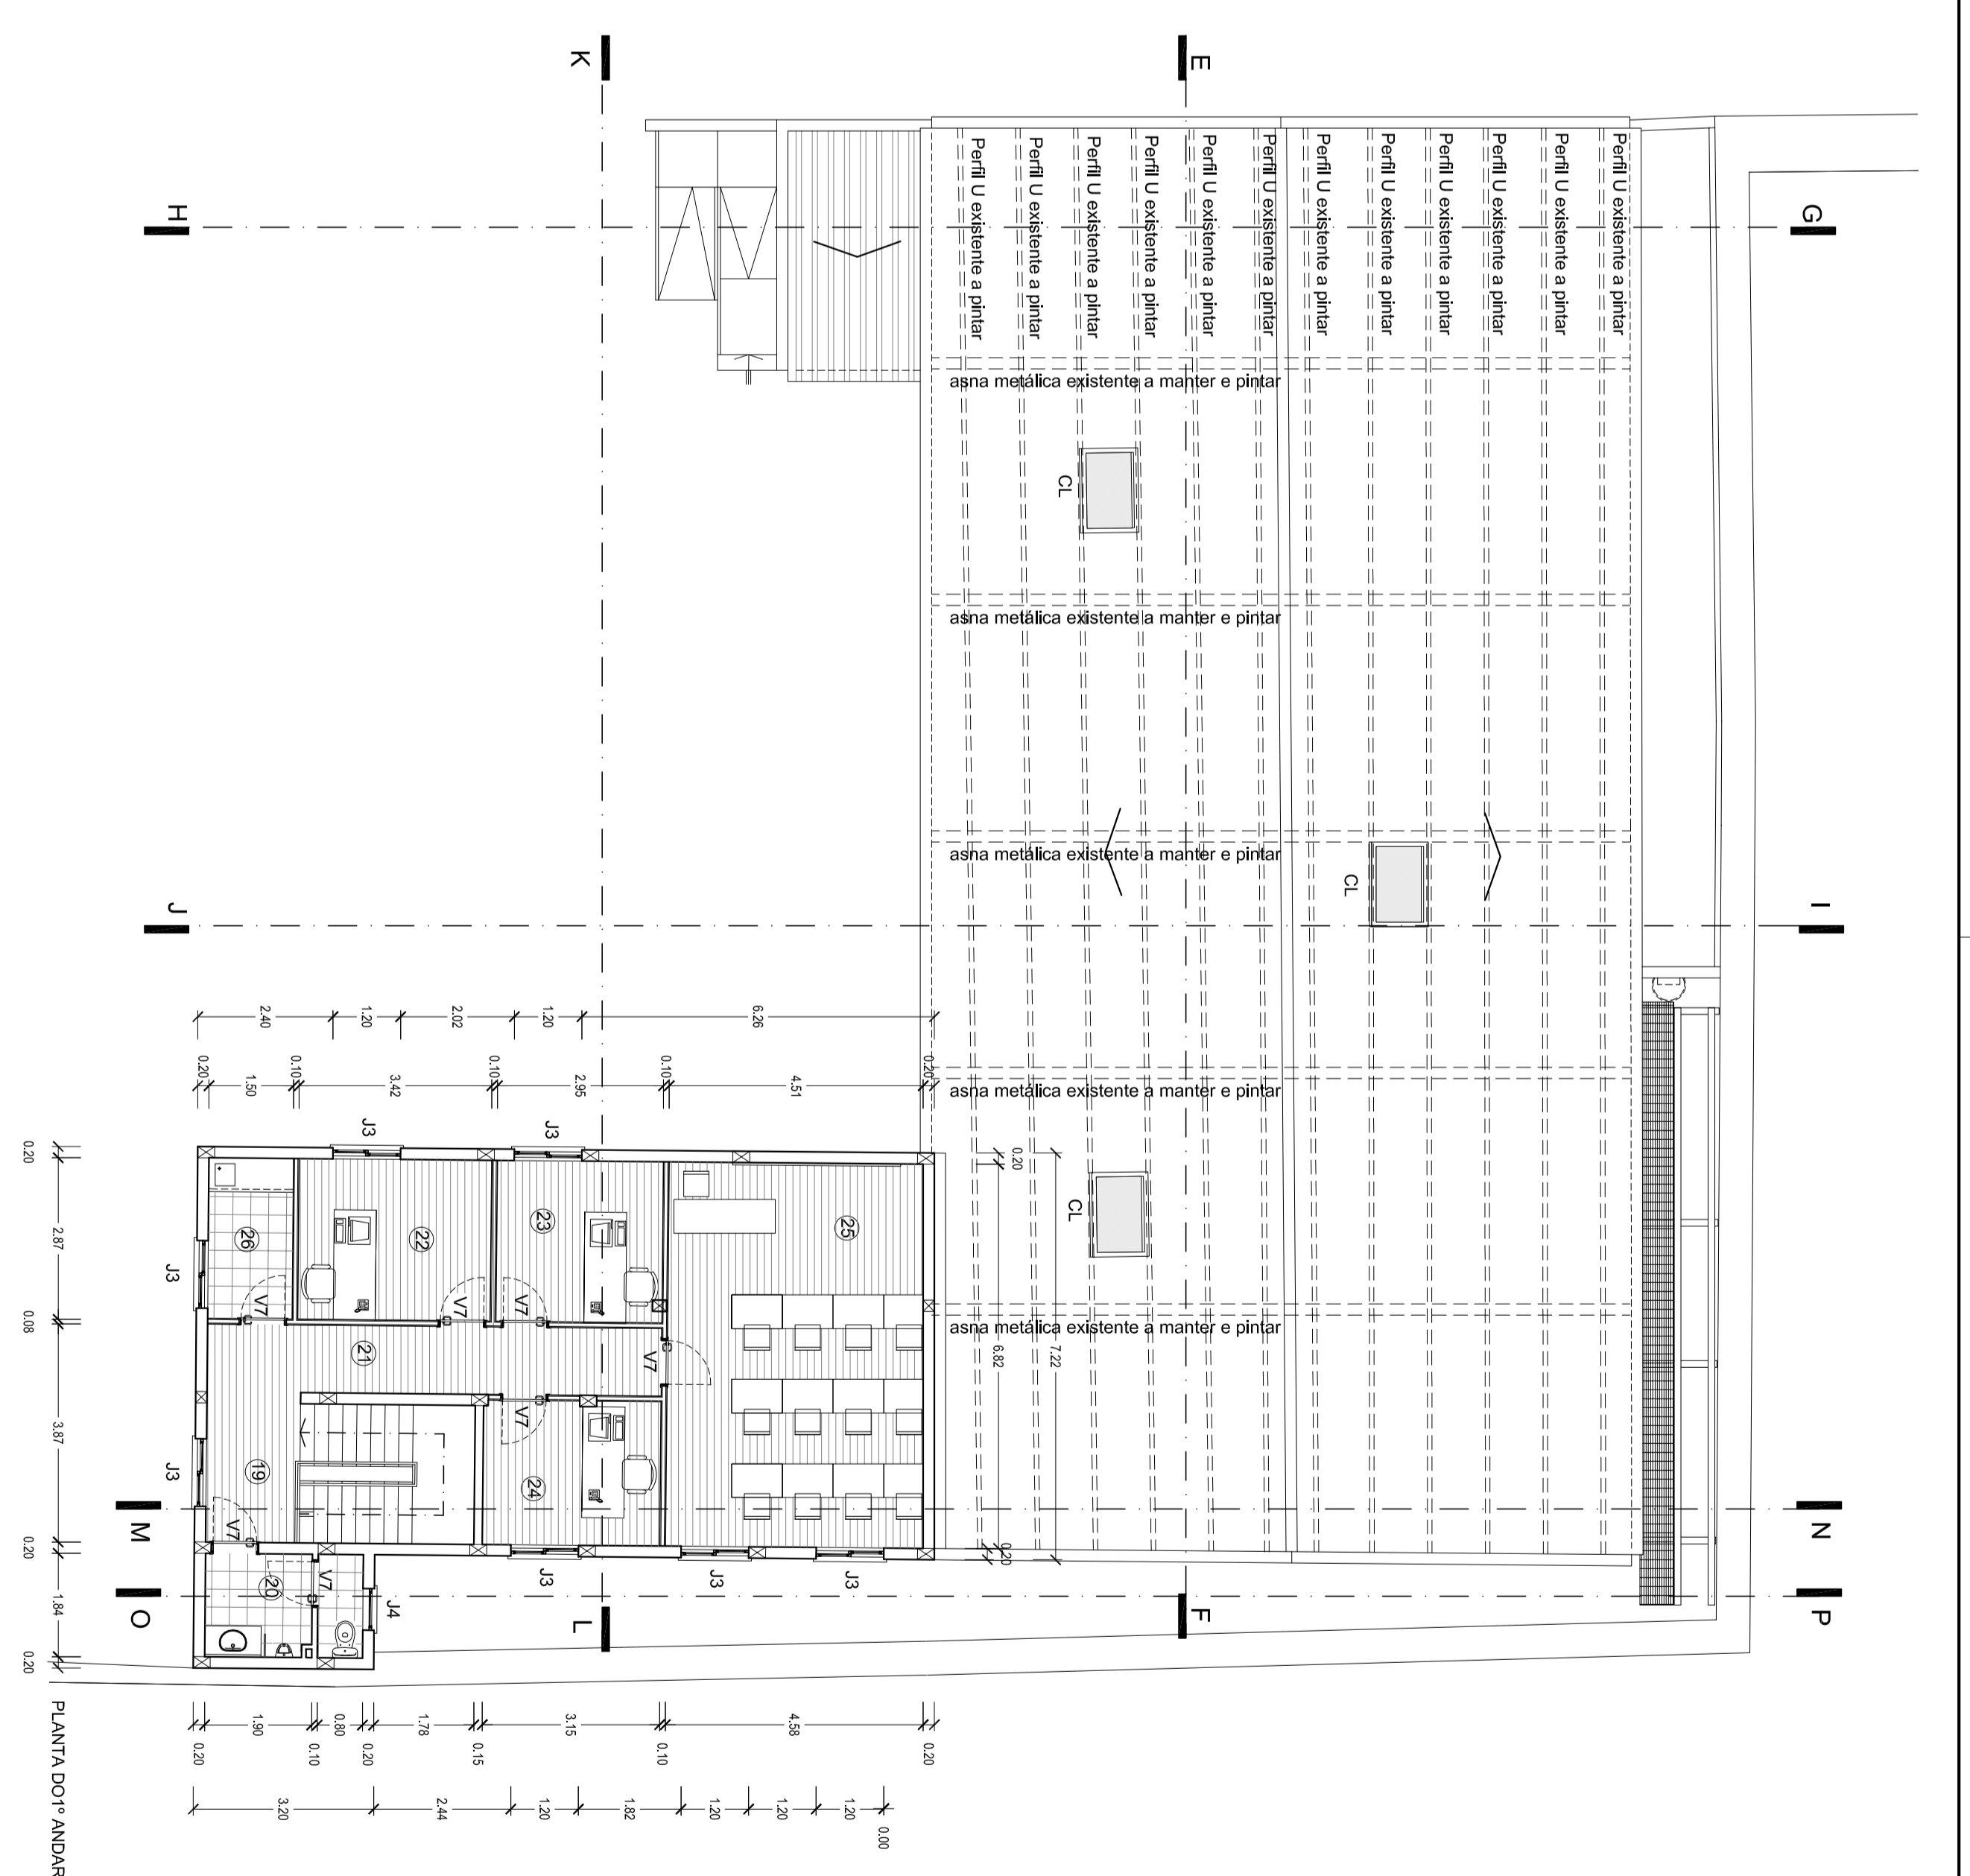 K
E
H
G
Perfil U existente a pintar
Perfil U existente a pintar
Perfil U existente a pintar
Perfil U existente a pintar
Perfil U existente a pintar
Perfil U existente a pintar
Perfil U existente a pintar
Perfil U existente a pintar
Perfil U existente a pintar
Perfil U existente a pintar
Perfil U existente a pintar
Perfil U existente a pintar
asna metálica existente a manter e pintar
CL
asna metálica existente a manter e pintar
asna metálica existente a manter e pintar
CL
J
I
asna metálica existente a manter e pintar
CL
asna metálica existente a manter e pintar
2.40
1.20
2.02
1.20
6.26
0.20
1.50
0.10
3.42
0.10
2.95
0.10
4.51
0.20
J3
J3
0.20
7.22
6.82
0.20
0.20
2.87
0.08
3.87
0.20
1.84
0.20
J3
J3
26
22
23
25
V7
V7
V7
V7
21
V7
19
24
V7
20
V7
J4
J3
J3
J3
M
O
N
P
L
F
0.20
1.90
0.10
0.80
0.20
1.78
0.15
3.15
0.10
4.58
0.20
3.20
2.44
1.20
1.82
1.20
1.20
1.20
0.00
PLANTA DO1º ANDAR